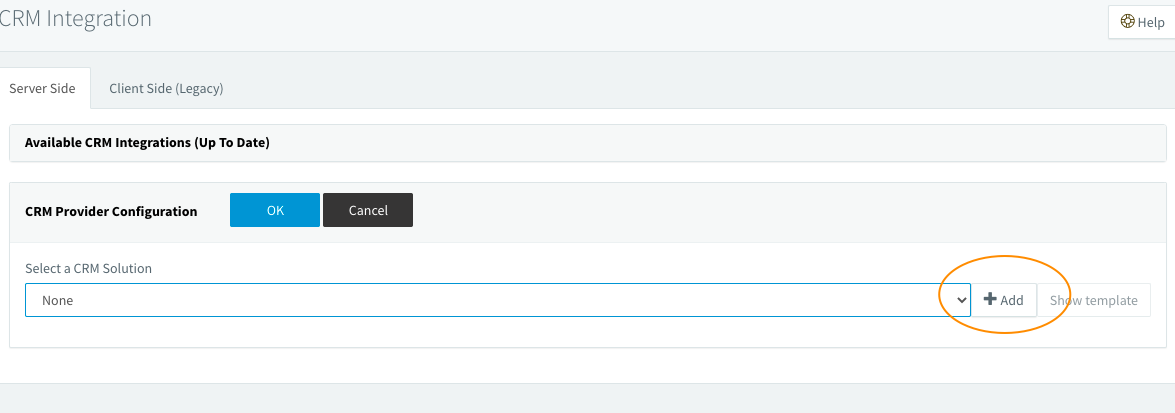 CRM Integration
Help
Server Side
Client Side (Legacy)
Available CRM Integrations (Up To Date)
CRM Provider Configuration
OK
Cancel
Select a CRM Solution
None
Add
Show template